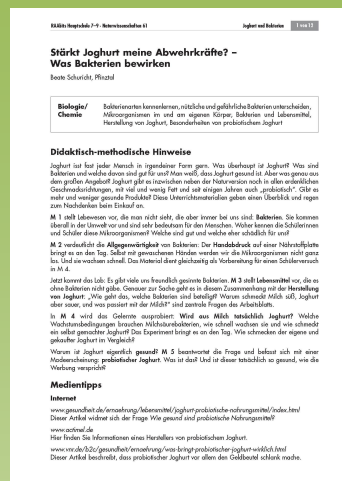 RAAbits Hauptschule 7–9 · Naturwissenschaften 61
Joghurt und Bakterien
1 von 12
Stärkt Joghurt meine Abwehrkräfte? –
Was Bakterien bewirken
Beate Schuricht, Pfinztal
Biologie/ Bakterienarten kennenlernen, nützliche und gefährliche Bakterien unterscheiden,
Chemie Mikroorganismen im und am eigenen Körper, Bakterien und Lebensmittel,
Herstellung von Joghurt, Besonderheiten von probiotischem Joghurt
Didaktisch-methodische Hinweise
Joghurt isst fast jeder Mensch in irgendeiner Form gern. Was überhaupt ist Joghurt? Was sind
Bakterien und welche davon sind gut für uns? Man weiß, dass Joghurt gesund ist. Aber was genau aus
dem großen Angebot? Joghurt gibt es inzwischen neben der Naturversion noch in allen erdenklichen
Geschmacksrichtungen, mit viel und wenig Fett und seit einigen Jahren auch „probiotisch“. Gibt es
mehr und weniger gesunde Produkte? Diese Unterrichtsmaterialien geben einen Überblick und regen
zum Nachdenken beim Einkauf an.
M 1 stellt Lebewesen vor, die man nicht sieht, die aber immer bei uns sind: Bakterien. Sie kommen
überall in der Umwelt vor und sind sehr bedeutsam für den Menschen. Woher kennen die Schülerinnen
und Schüler diese Mikroorganismen? Welche sind gut und welche eher schädlich für uns?
M 2 verdeutlicht die Allgegenwärtigkeit von Bakterien: Der Handabdruck auf einer Nährstoffplatte
bringt es an den Tag. Selbst mit gewaschenen Händen werden wir die Mikroorganismen nicht ganz
los. Und sie wachsen schnell. Das Material dient gleichzeitig als Vorbereitung für einen Schülerversuch
in M 4.
Jetzt kommt das Lab: Es gibt viele uns freundlich gesinnte Bakterien. M 3 stellt Lebensmittel vor, die es
ohne Bakterien nicht gäbe. Genauer zur Sache geht es in diesem Zusammenhang mit der Herstellung
von Joghurt: „Wie geht das, welche Bakterien sind beteiligt? Warum schmeckt Milch süß, Joghurt
aber sauer, und was passiert mit der Milch?“ sind zentrale Fragen des Arbeitsblatts.
In M 4 wird das Gelernte ausprobiert: Wird aus Milch tatsächlich Joghurt? Welche
Wachstumsbedingungen brauchen Milchsäurebakterien, wie schnell wachsen sie und wie schmeckt
ein selbst gemachter Joghurt? Das Experiment bringt es an den Tag. Wie schmecken der eigene und
gekaufter Joghurt im Vergleich?
Warum ist Joghurt eigentlich gesund? M 5 beantwortet die Frage und befasst sich mit einer
Modeerscheinung: probiotischer Joghurt. Was ist das? Und ist dieser tatsächlich so gesund, wie die
Werbung verspricht?
Medientipps
Internet
www.gesundheit.de/ernaehrung/lebensmittel/joghurt-probiotische-nahrungsmittel/index.html
Dieser Artikel widmet sich der Frage Wie gesund sind probiotische Nahrungsmittel?
www.actimel.de
Hier finden Sie Informationen eines Herstellers von probiotischem Joghurt.
www.vnr.de/b2c/gesundheit/ernaehrung/was-bringt-probiotischer-joghurt-wirklich.html
Dieser Artikel beschreibt, dass probiotischer Joghurt vor allem den Geldbeutel schlank mache.